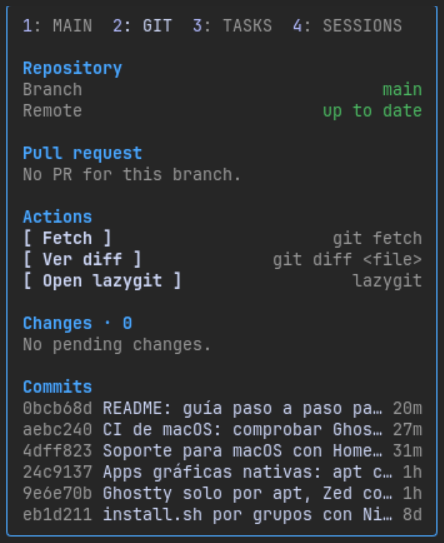 1: MAIN 2: GIT 3: TASKS 4: SESSIONS
Repository
Branch main
Remote up to date
Pull request
No PR for this branch.
Actions
[ Fetch ] git fetch
[ Ver diff ] git diff <file>
[ Open lazygit ] lazygit
Changes · 0
No pending changes.
Commits
0bcb68d README: guía paso a paso pa… 20m
aebc240 CI de macOS: comprobar Ghos… 27m
4dff823 Soporte para macOS con Home… 31m
24c9137 Apps gráficas nativas: apt c… 1h
9e6e70b Ghostty solo por apt, Zed co… 1h
eb1d211 install.sh por grupos con Ni… 8d